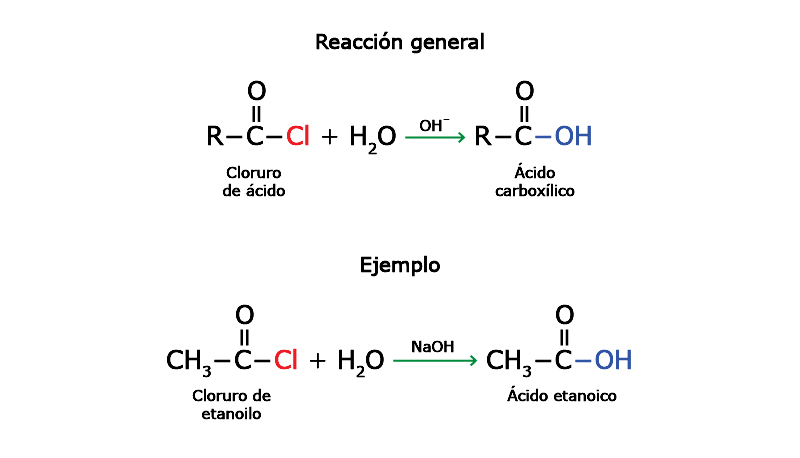 Reacción general
O
R–C–Cl + H₂O OH⁻ R–C–OH
O
Cloruro
de ácido
Ácido
carboxílico
Ejemplo
O
CH₃–C–Cl + H₂O NaOH CH₃–C–OH
O
Cloruro de
etanoilo
Ácido etanoico